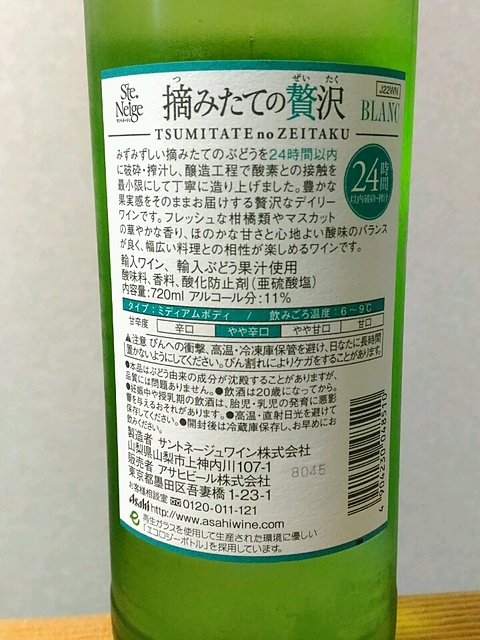 Ste.
Neige
サントネージュ
摘みたての贅沢
つ ぜい たく
J22WN
BLANC
TSUMITATE no ZEITAKU
みずみずしい摘みたてのぶどうを24時間以内
に破砕・搾汁し、醸造工程で酸素との接触を
最小限にして丁寧に造り上げました。豊かな
果実感をそのままお届けする贅沢なデイリー
ワインです。フレッシュな柑橘類やマスカット
の華やかな香り、ほのかな甘さと心地よい酸味のバランス
が良く、幅広い料理との相性が楽しめるワインです。
24時間
以内破砕・搾汁
輸入ワイン、輸入ぶどう果汁使用
酸味料、香料、酸化防止剤(亜硫酸塩)
内容量:720ml アルコール分:11%
タイプ:ミディアムボディ / 飲みごろ温度:6~9℃
甘辛度 辛口 やや辛口 やや甘口 甘口
⚠注意 びんへの衝撃、高温・冷凍庫保管を避け、日なたに長時間
置かないようにしてください。びん割れによりケガをすることがあります。
●本品はぶどう由来の成分が沈殿することがありますが、
品質には問題ありません。●飲酒は20歳になってから。
●妊娠中や授乳期の飲酒は、胎児・乳児の発育に悪影
響を与えるおそれがあります。●高温・直射日光を避けて
保存してください。●開封後は冷蔵庫保存し、お早めにお
飲みください。
製造者 サントネージュワイン株式会社
山梨県山梨市上神内川107-1
販売者 アサヒビール株式会社
東京都墨田区吾妻橋1-23-1
8045
お客様相談室 0120-011-121
Asahi http://www.asahiwine.com
再生ガラスを使用して生産された環境に優しい
「エコロジーボトル」を採用しています。
4 904230 048510